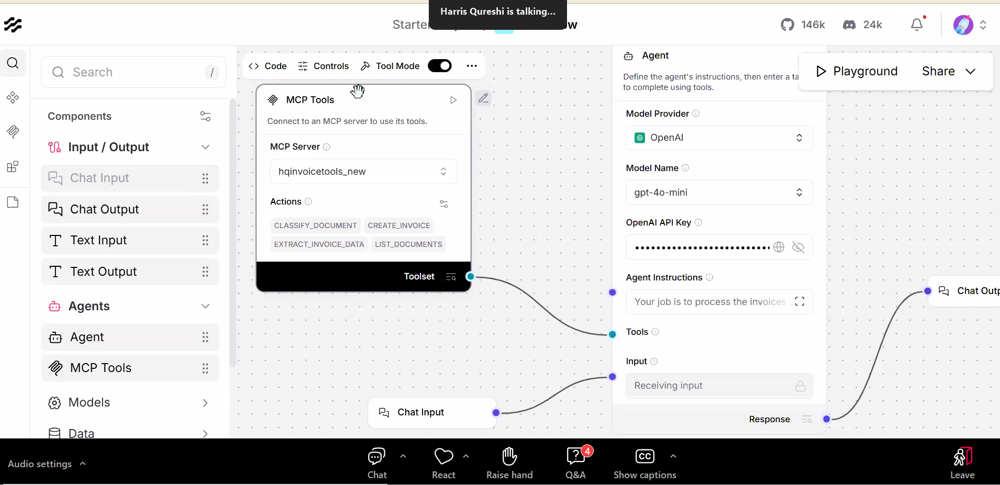 Harris Qureshi is talking...
Starter
146k
24k
Search
/
Components
Input / Output
Chat Input
Chat Output
Text Input
Text Output
Agents
Agent
MCP Tools
Models
Data
Code
Controls
Tool Mode
MCP Tools
Connect to an MCP server to use its tools.
MCP Server
hqinvoicetools_new
Actions
CLASSIFY_DOCUMENT
CREATE_INVOICE
EXTRACT_INVOICE_DATA
LIST_DOCUMENTS
Toolset
Chat Input
Agent
Define the agent's instructions, then enter a ta
to complete using tools.
Model Provider
OpenAI
Model Name
gpt-4o-mini
OpenAI API Key
Agent Instructions
Your job is to process the invoices
Tools
Input
Receiving input
Response
Playground
Share
Chat Outp
Audio settings
Chat
React
Raise hand
4
Q&A
CC
Show captions
Leave